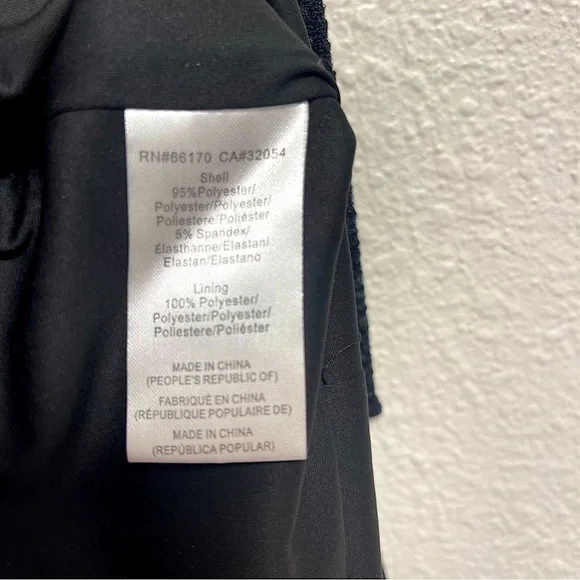 RN#66170 CA#32054
Shell
95%Polyester/
Polyester/Polyester/
Poliestere/Poliéster
5% Spandex/
Élasthanne/Elastan/
Elastan/Elastano
Lining
100% Polyester/
Polyester/Polyester/
Poliestere/Poliéster
MADE IN CHINA
(PEOPLE'S REPUBLIC OF)
FABRIQUÉ EN CHINA
(RÉPUBLIQUE POPULAIRE DE)
MADE IN CHINA
(REPÚBLICA POPULAR)